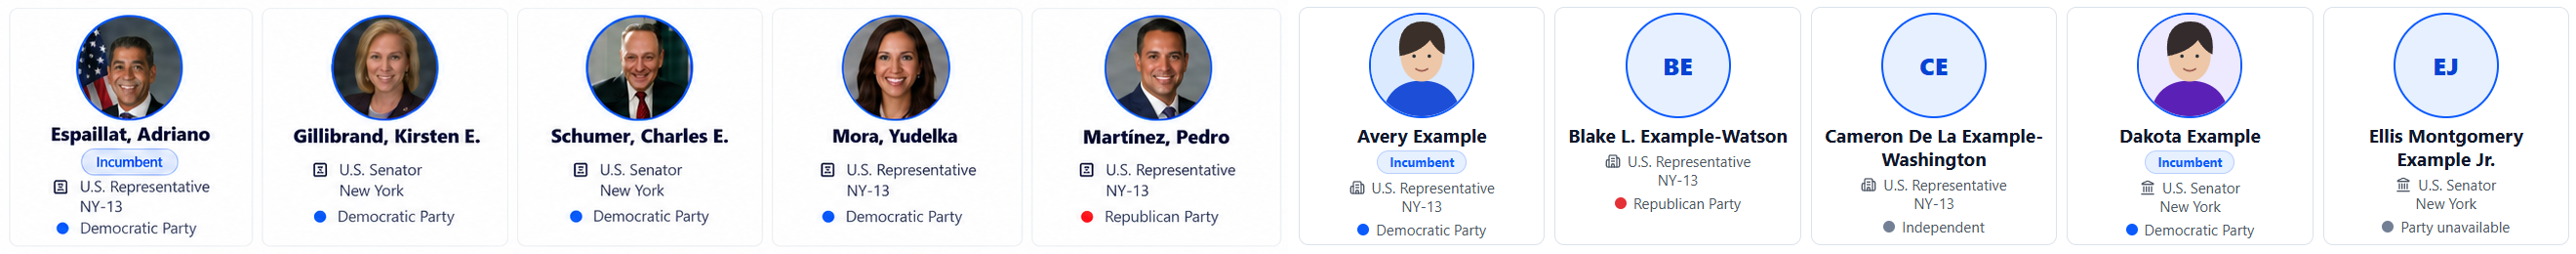 Espaillat, Adriano
Incumbent
U.S. Representative
NY-13
Democratic Party
Gillibrand, Kirsten E.
U.S. Senator
New York
Democratic Party
Schumer, Charles E.
U.S. Senator
New York
Democratic Party
Mora, Yudelka
U.S. Representative
NY-13
Democratic Party
Martínez, Pedro
U.S. Representative
NY-13
Republican Party
Avery Example
Incumbent
U.S. Representative
NY-13
Democratic Party
BE
Blake L. Example-Watson
U.S. Representative
NY-13
Republican Party
CE
Cameron De La Example-
Washington
U.S. Representative
NY-13
Independent
Dakota Example
Incumbent
U.S. Senator
New York
Democratic Party
EJ
Ellis Montgomery
Example Jr.
U.S. Senator
New York
Party unavailable